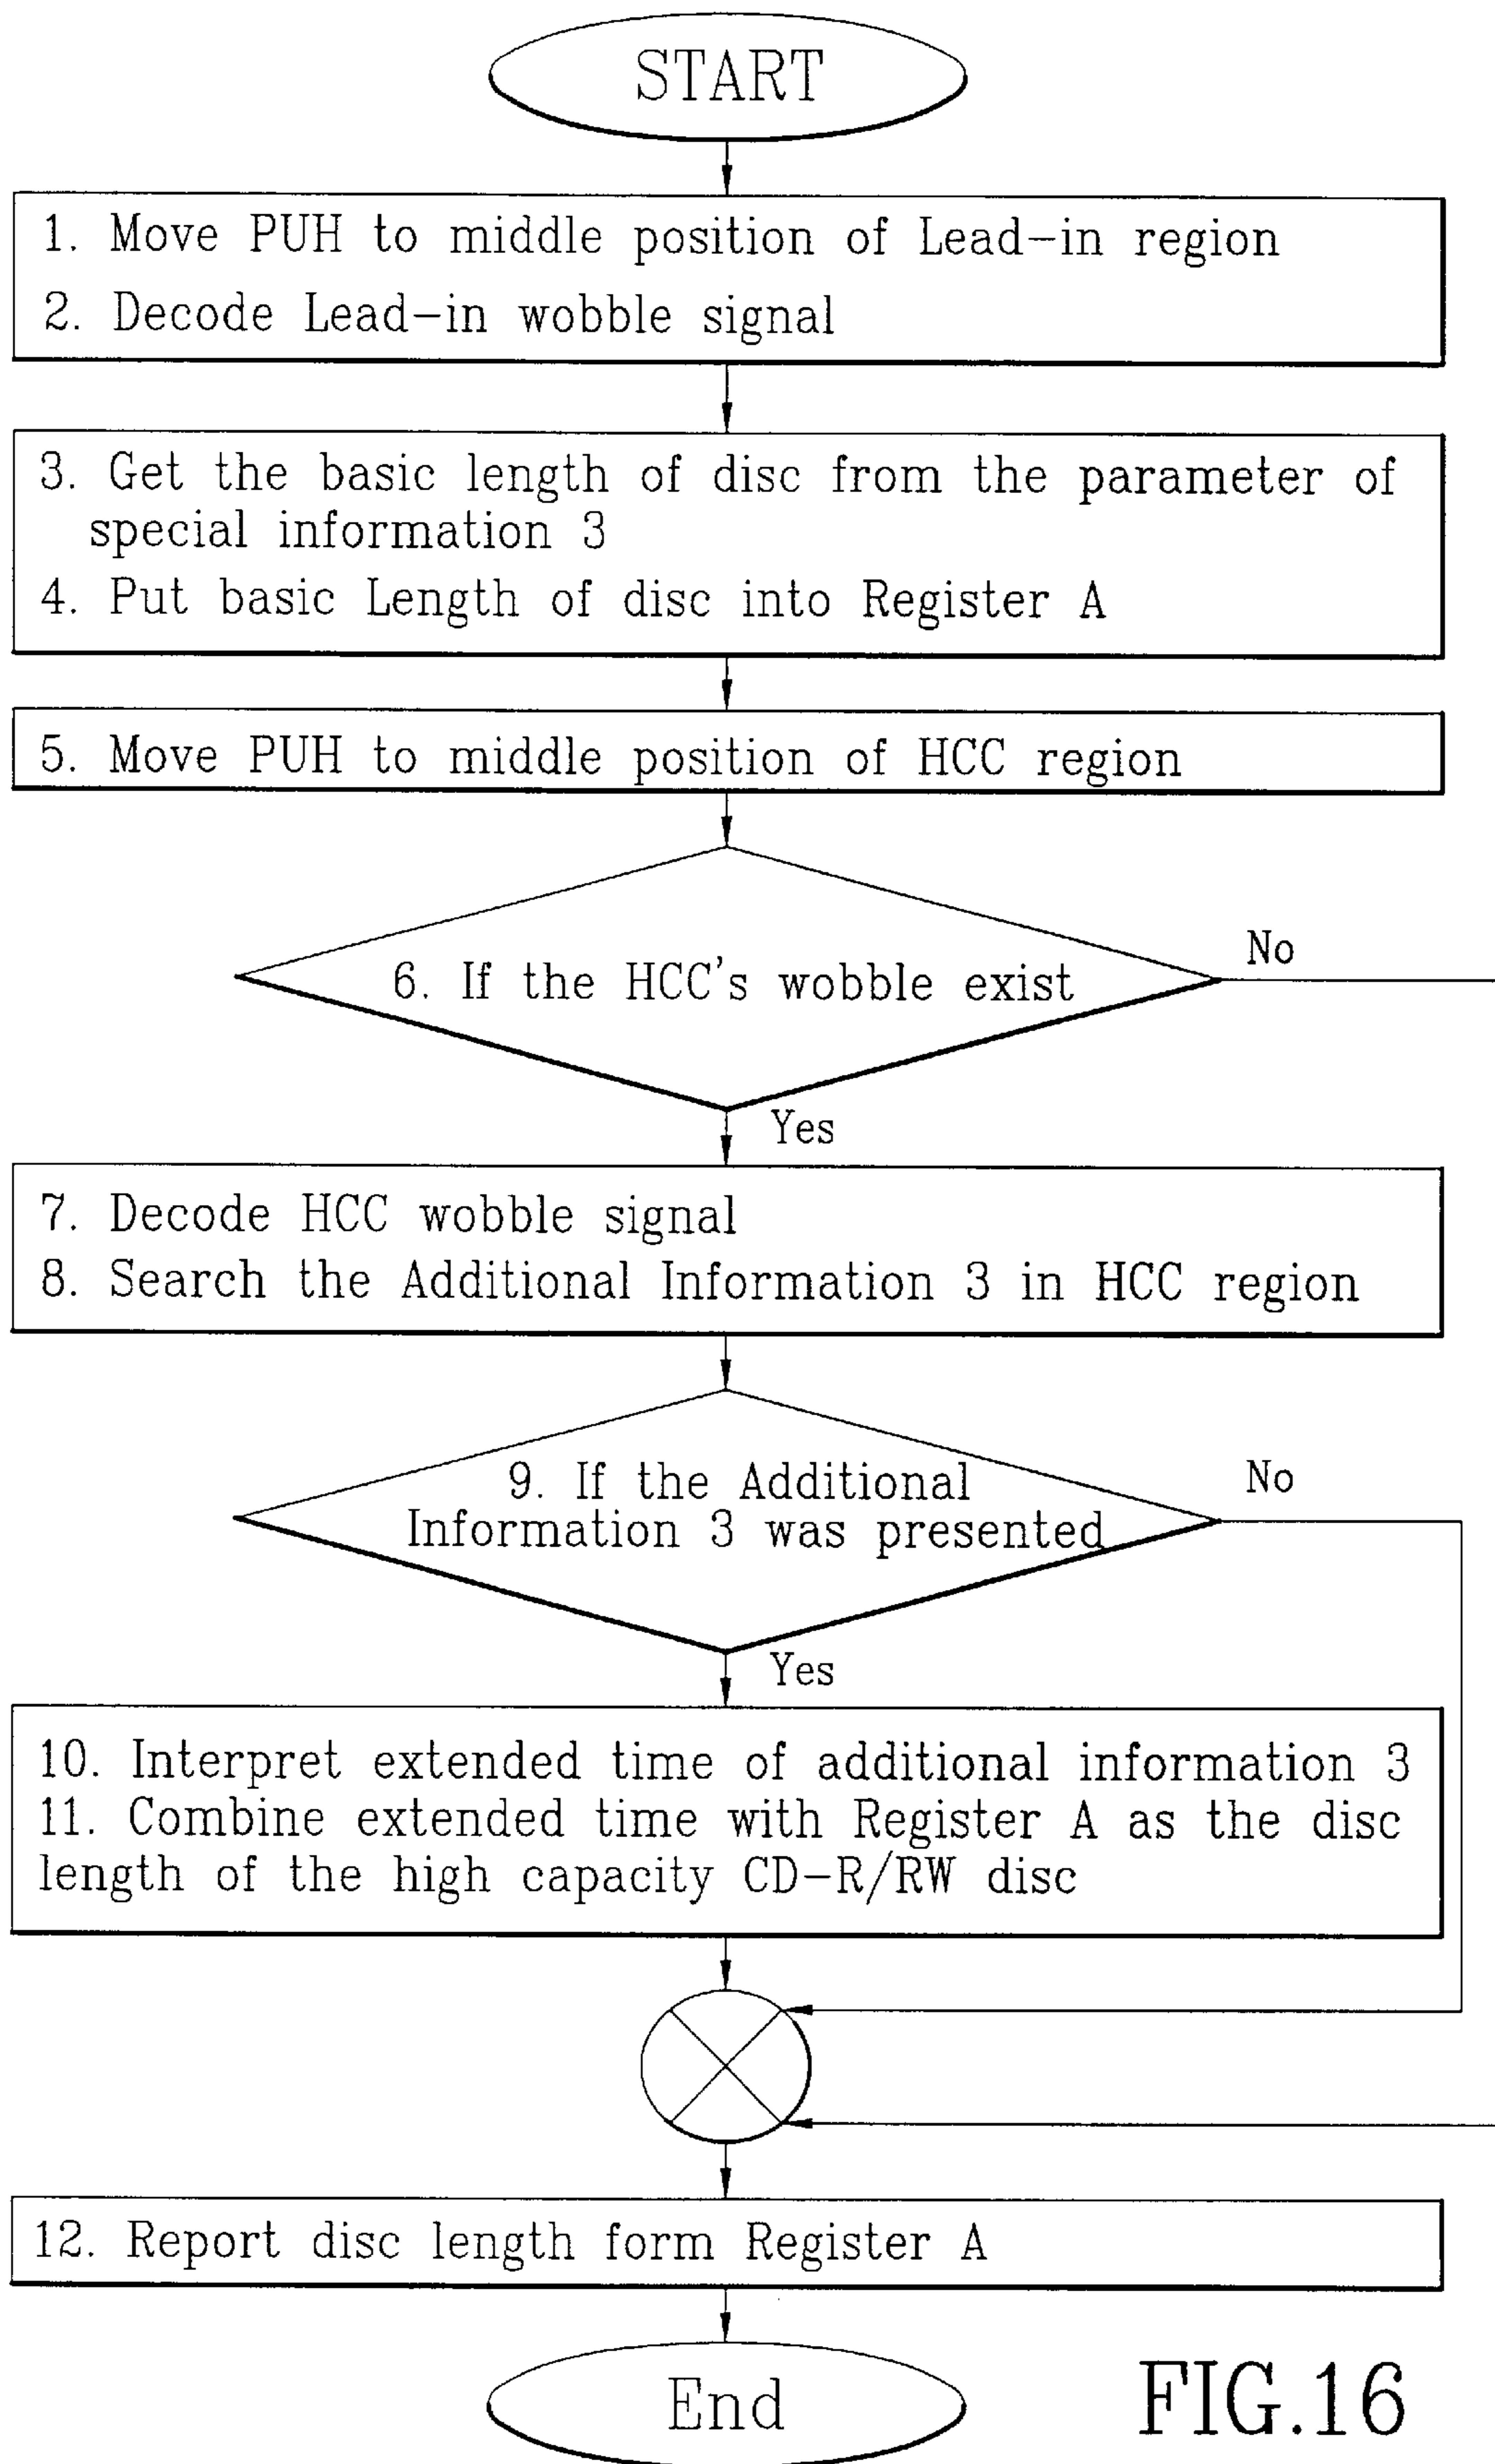 START
1. Move PUH to middle position of Lead-in region
2. Decode Lead-in wobble signal
3. Get the basic length of disc from the parameter of
special information 3
4. Put basic Length of disc into Register A
5. Move PUH to middle position of HCC region
6. If the HCC's wobble exist
No
Yes
7. Decode HCC wobble signal
8. Search the Additional Information 3 in HCC region
9. If the Additional
Information 3 was presented
No
Yes
10. Interpret extended time of additional information 3
11. Combine extended time with Register A as the disc
length of the high capacity CD-R/RW disc
12. Report disc length form Register A
End
FIG.16